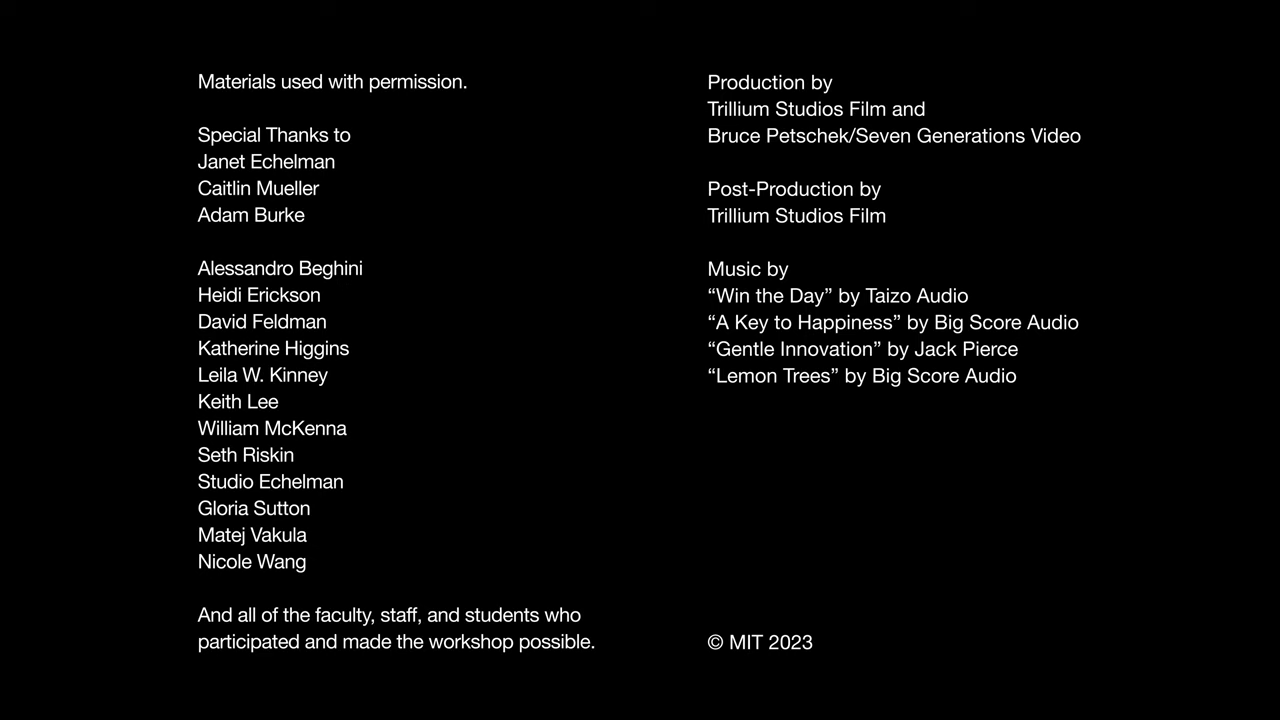 Materials used with permission.
Special Thanks to
Janet Echelman
Caitlin Mueller
Adam Burke
Alessandro Beghini
Heidi Erickson
David Feldman
Katherine Higgins
Leila W. Kinney
Keith Lee
William McKenna
Seth Riskin
Studio Echelman
Gloria Sutton
Matej Vakula
Nicole Wang
And all of the faculty, staff, and students who
participated and made the workshop possible.
Production by
Trillium Studios Film and
Bruce Petschek/Seven Generations Video
Post-Production by
Trillium Studios Film
Music by
“Win the Day” by Taizo Audio
“A Key to Happiness” by Big Score Audio
“Gentle Innovation” by Jack Pierce
“Lemon Trees” by Big Score Audio
© MIT 2023